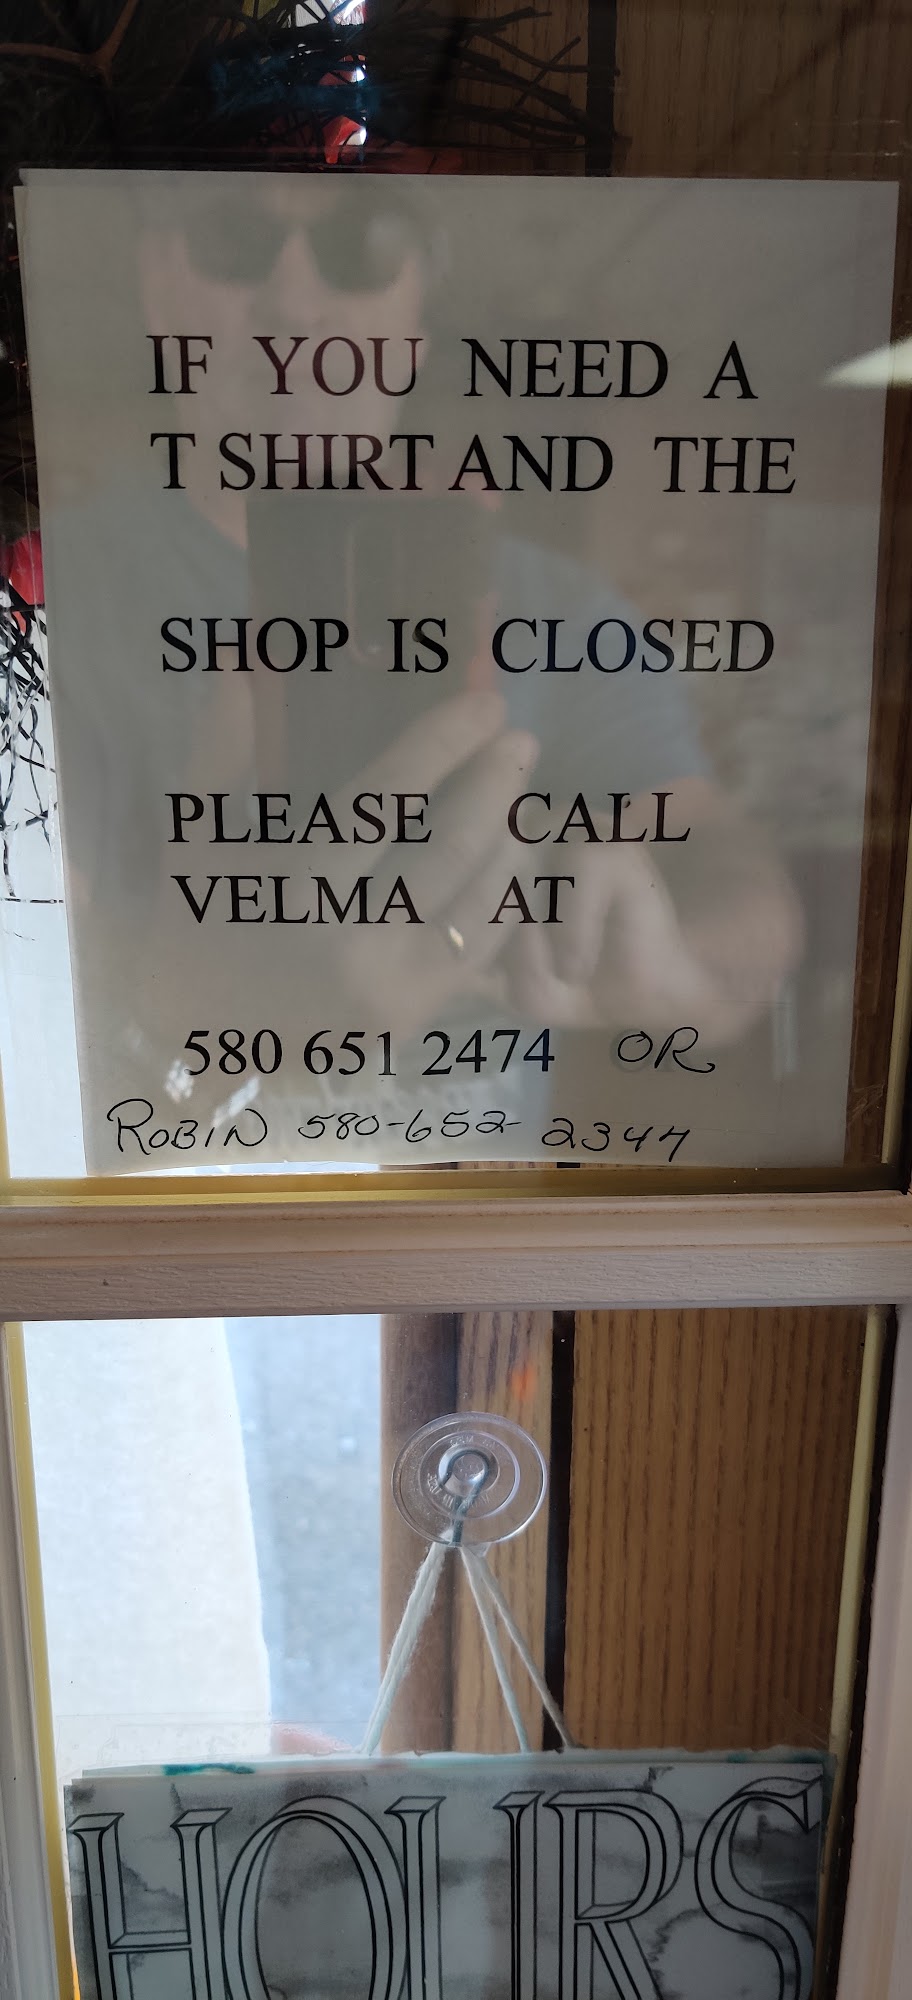 IF YOU NEED A
T SHIRT AND THE
SHOP IS CLOSED
PLEASE CALL
VELMA AT
580 651 2474 OR
ROBIN 580-652-2347
HOURS